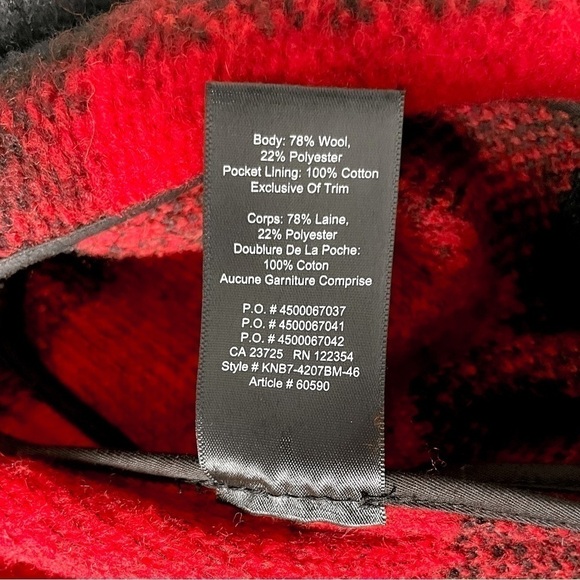 Body: 78% Wool,
22% Polyester
Pocket Lining: 100% Cotton
Exclusive Of Trim
Corps: 78% Laine,
22% Polyester
Doublure De La Poche:
100% Coton
Aucune Garniture Comprise
P.O. # 4500067037
P.O. # 4500067041
P.O. # 4500067042
CA 23725 RN 122354
Style # KNB7-4207BM-46
Article # 60590